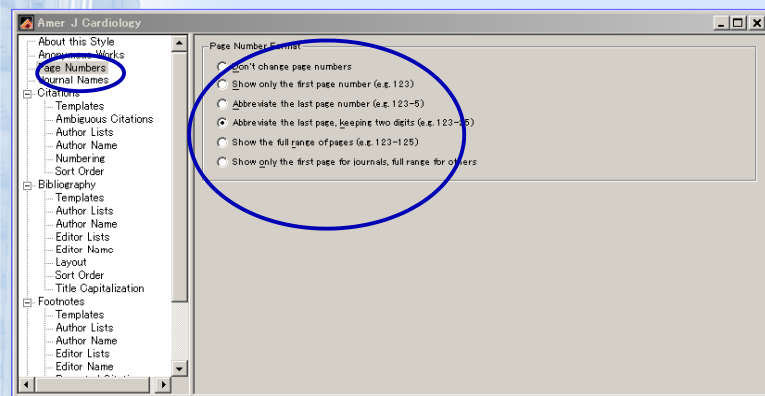 Amer J Cardiology
About this Style
Anonymous Works
Page Numbers
Journal Names
Citations
Templates
Ambiguous Citations
Author Lists
Author Name
Numbering
Sort Order
Bibliography
Templates
Author Lists
Author Name
Editor Lists
Editor Name
Layout
Sort Order
Title Capitalization
Footnotes
Templates
Author Lists
Author Name
Editor Lists
Editor Name
Page Number Format
Don't change page numbers
Show only the first page number (e.g. 123)
Abbreviate the last page number (e.g. 123-5)
Abbreviate the last page, keeping two digits (e.g. 123-25)
Show the full range of pages (e.g. 123-125)
Show only the first page for journals, full range for others